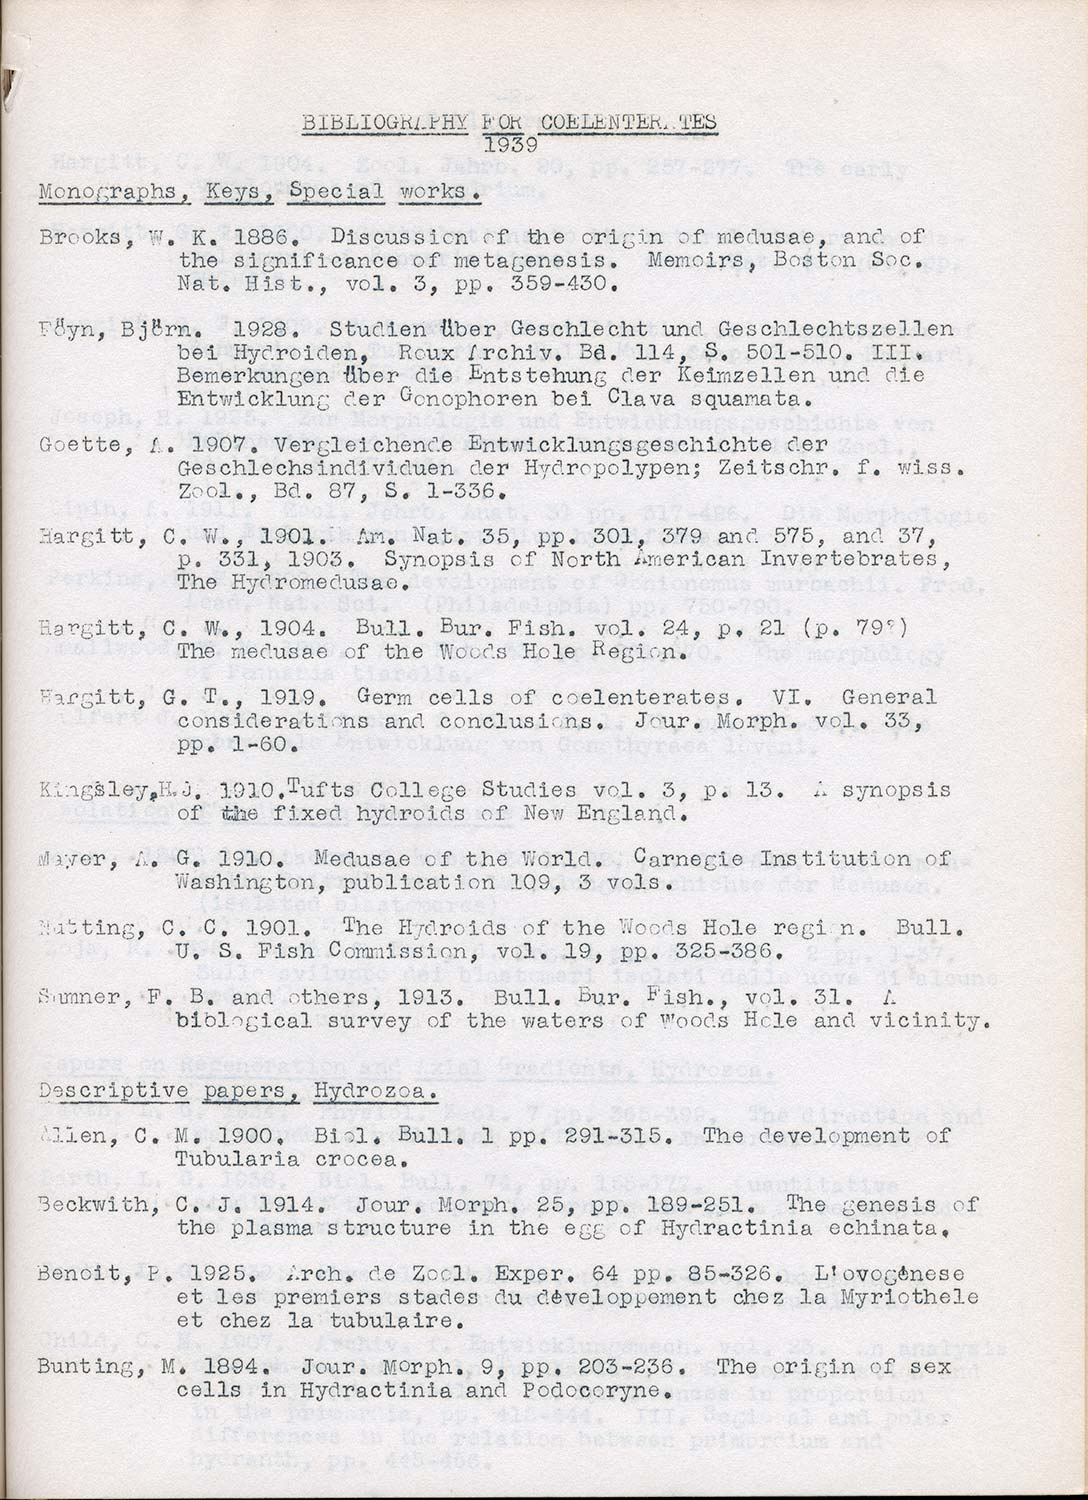 BIBLIOGRAPHY FOR COELENTERATES
1939
Monographs, Keys, Special works.
Brooks, W. K. 1886. Discussion of the origin of medusae, and of
the significance of metagenesis. Memoirs, Boston Soc.
Nat. Hist., vol. 3, pp. 359-430.
Föyn, Björn. 1928. Studien über Geschlecht und Geschlechtszellen
bei Hydroiden, Roux Archiv. Bd. 114, S. 501-510. III.
Bemerkungen über die Entstehung der Keimzellen und die
Entwicklung der Gonophoren bei Clava squamata.
Goette, A. 1907. Vergleichende Entwicklungsgeschichte der
Geschlechsindividuen der Hydropolypen; Zeitschr. f. wiss.
Zool., Bd. 87, S. 1-336.
Hargitt, C. W., 1901. Am. Nat. 35, pp. 301, 379 and 575, and 37,
p. 331, 1903. Synopsis of North American Invertebrates,
The Hydromedusae.
Hargitt, C. W., 1904. Bull. Bur. Fish. vol. 24, p. 21 (p. 79?)
The medusae of the Woods Hole Region.
Hargitt, G. T., 1919. Germ cells of coelenterates. VI. General
considerations and conclusions. Jour. Morph. vol. 33,
pp. 1-60.
Kingsley, H.J. 1910. Tufts College Studies vol. 3, p. 13. A synopsis
of the fixed hydroids of New England.
Mayer, A. G. 1910. Medusae of the World. Carnegie Institution of
Washington, publication 109, 3 vols.
Nutting, C. C. 1901. The Hydroids of the Woods Hole region. Bull.
U. S. Fish Commission, vol. 19, pp. 325-386.
Sumner, F. B. and others, 1913. Bull. Bur. Fish., vol. 31. A
biological survey of the waters of Woods Hole and vicinity.
Descriptive papers, Hydrozoa.
Allen, C. M. 1900. Biol. Bull. 1 pp. 291-315. The development of
Tubularia crocea.
Beckwith, C. J. 1914. Jour. Morph. 25, pp. 189-251. The genesis of
the plasma structure in the egg of Hydractinia echinata.
Benoit, P. 1925. Arch. de Zool. Exper. 64 pp. 85-326. L'ovogénese
et les premiers stades du développement chez la Myriothele
et chez la tubulaire.
Bunting, M. 1894. Jour. Morph. 9, pp. 203-236. The origin of sex
cells in Hydractinia and Podocoryne.